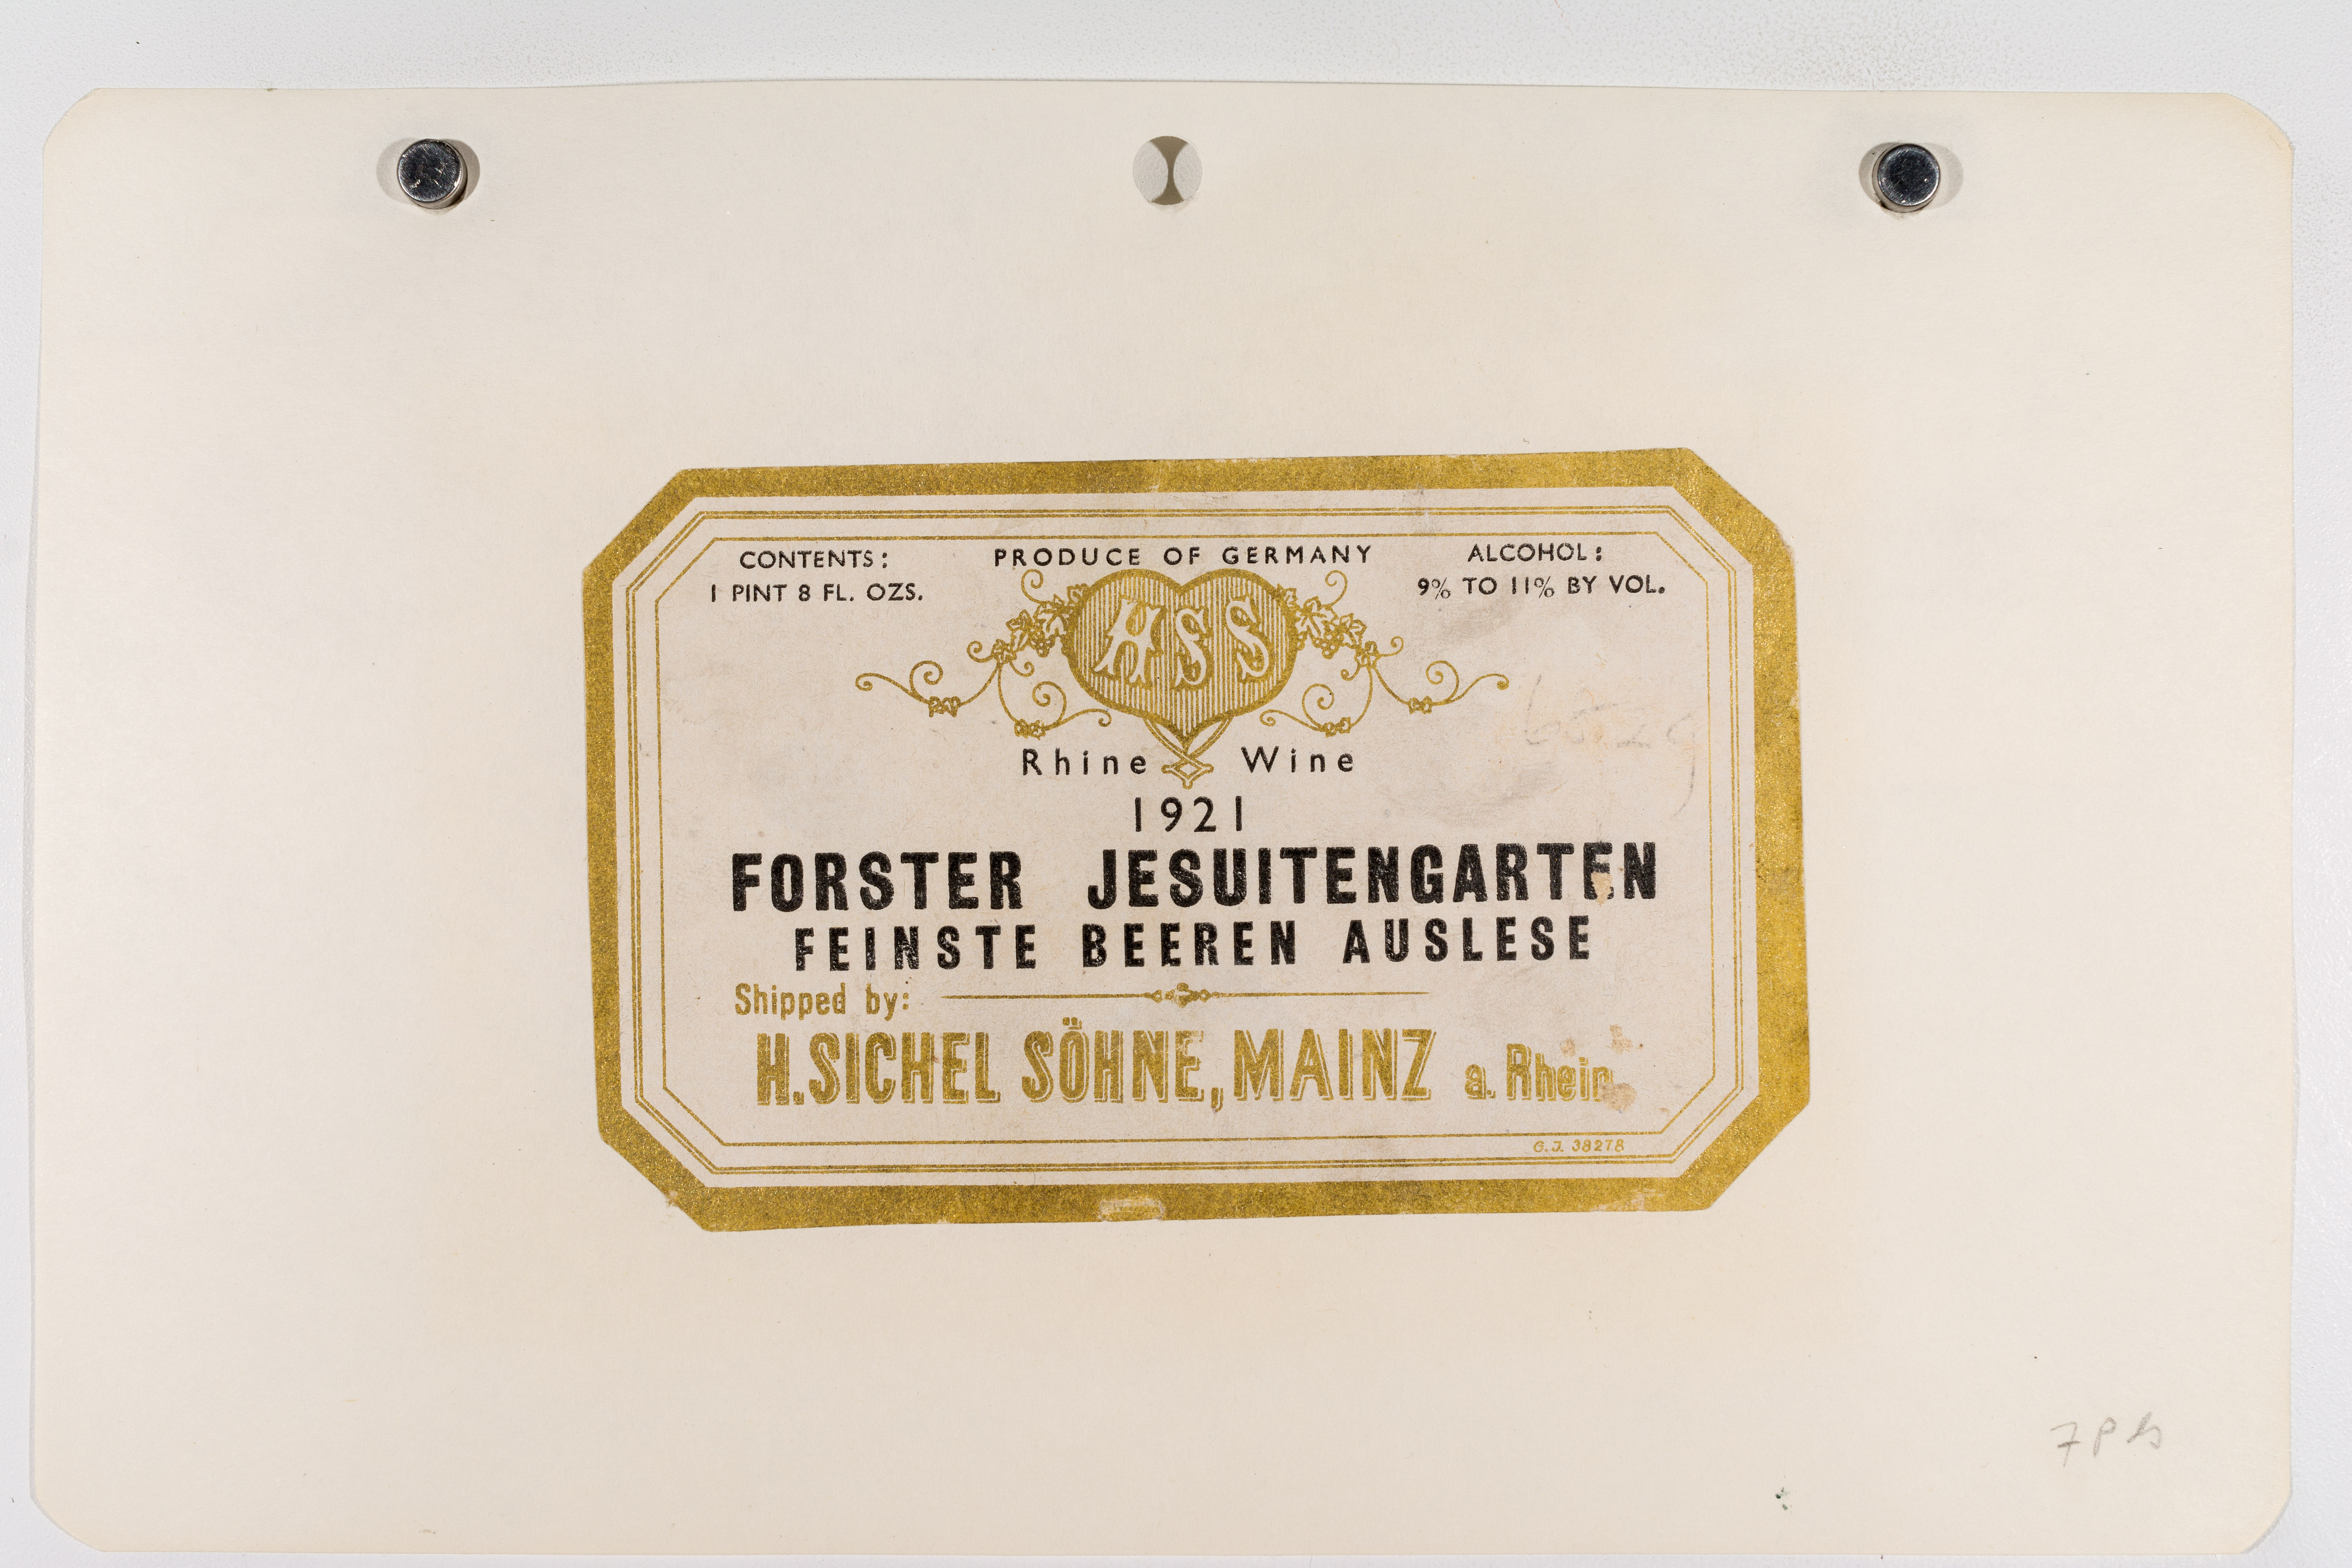 CONTENTS:
1 PINT 8 FL. OZS.
PRODUCE OF GERMANY
ALCOHOL:
9% TO 11% BY VOL.
HSS
Rhine Wine
1921
FORSTER JESUITENGARTEN
FEINSTE BEEREN AUSLESE
Shipped by:
H. SICHEL SÖHNE, MAINZ a. Rhein
G.J. 38278